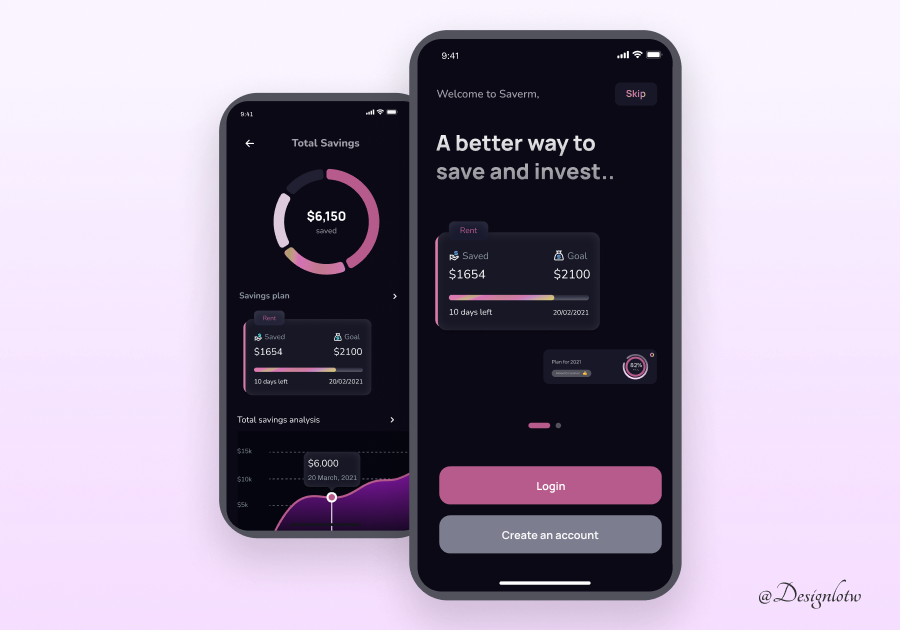 9:41
Total Savings
$6,150
saved
Savings plan
Rent
Saved
Goal
$1654
$2100
10 days left
20/02/2021
Total savings analysis
$15k
$10k
$5k
$6.000
20 March, 2021
9:41
Welcome to Saverm,
Skip
A better way to
save and invest..
Rent
Saved
Goal
$1654
$2100
10 days left
20/02/2021
Plan for 2021
82%
Login
Create an account
@Designlotw